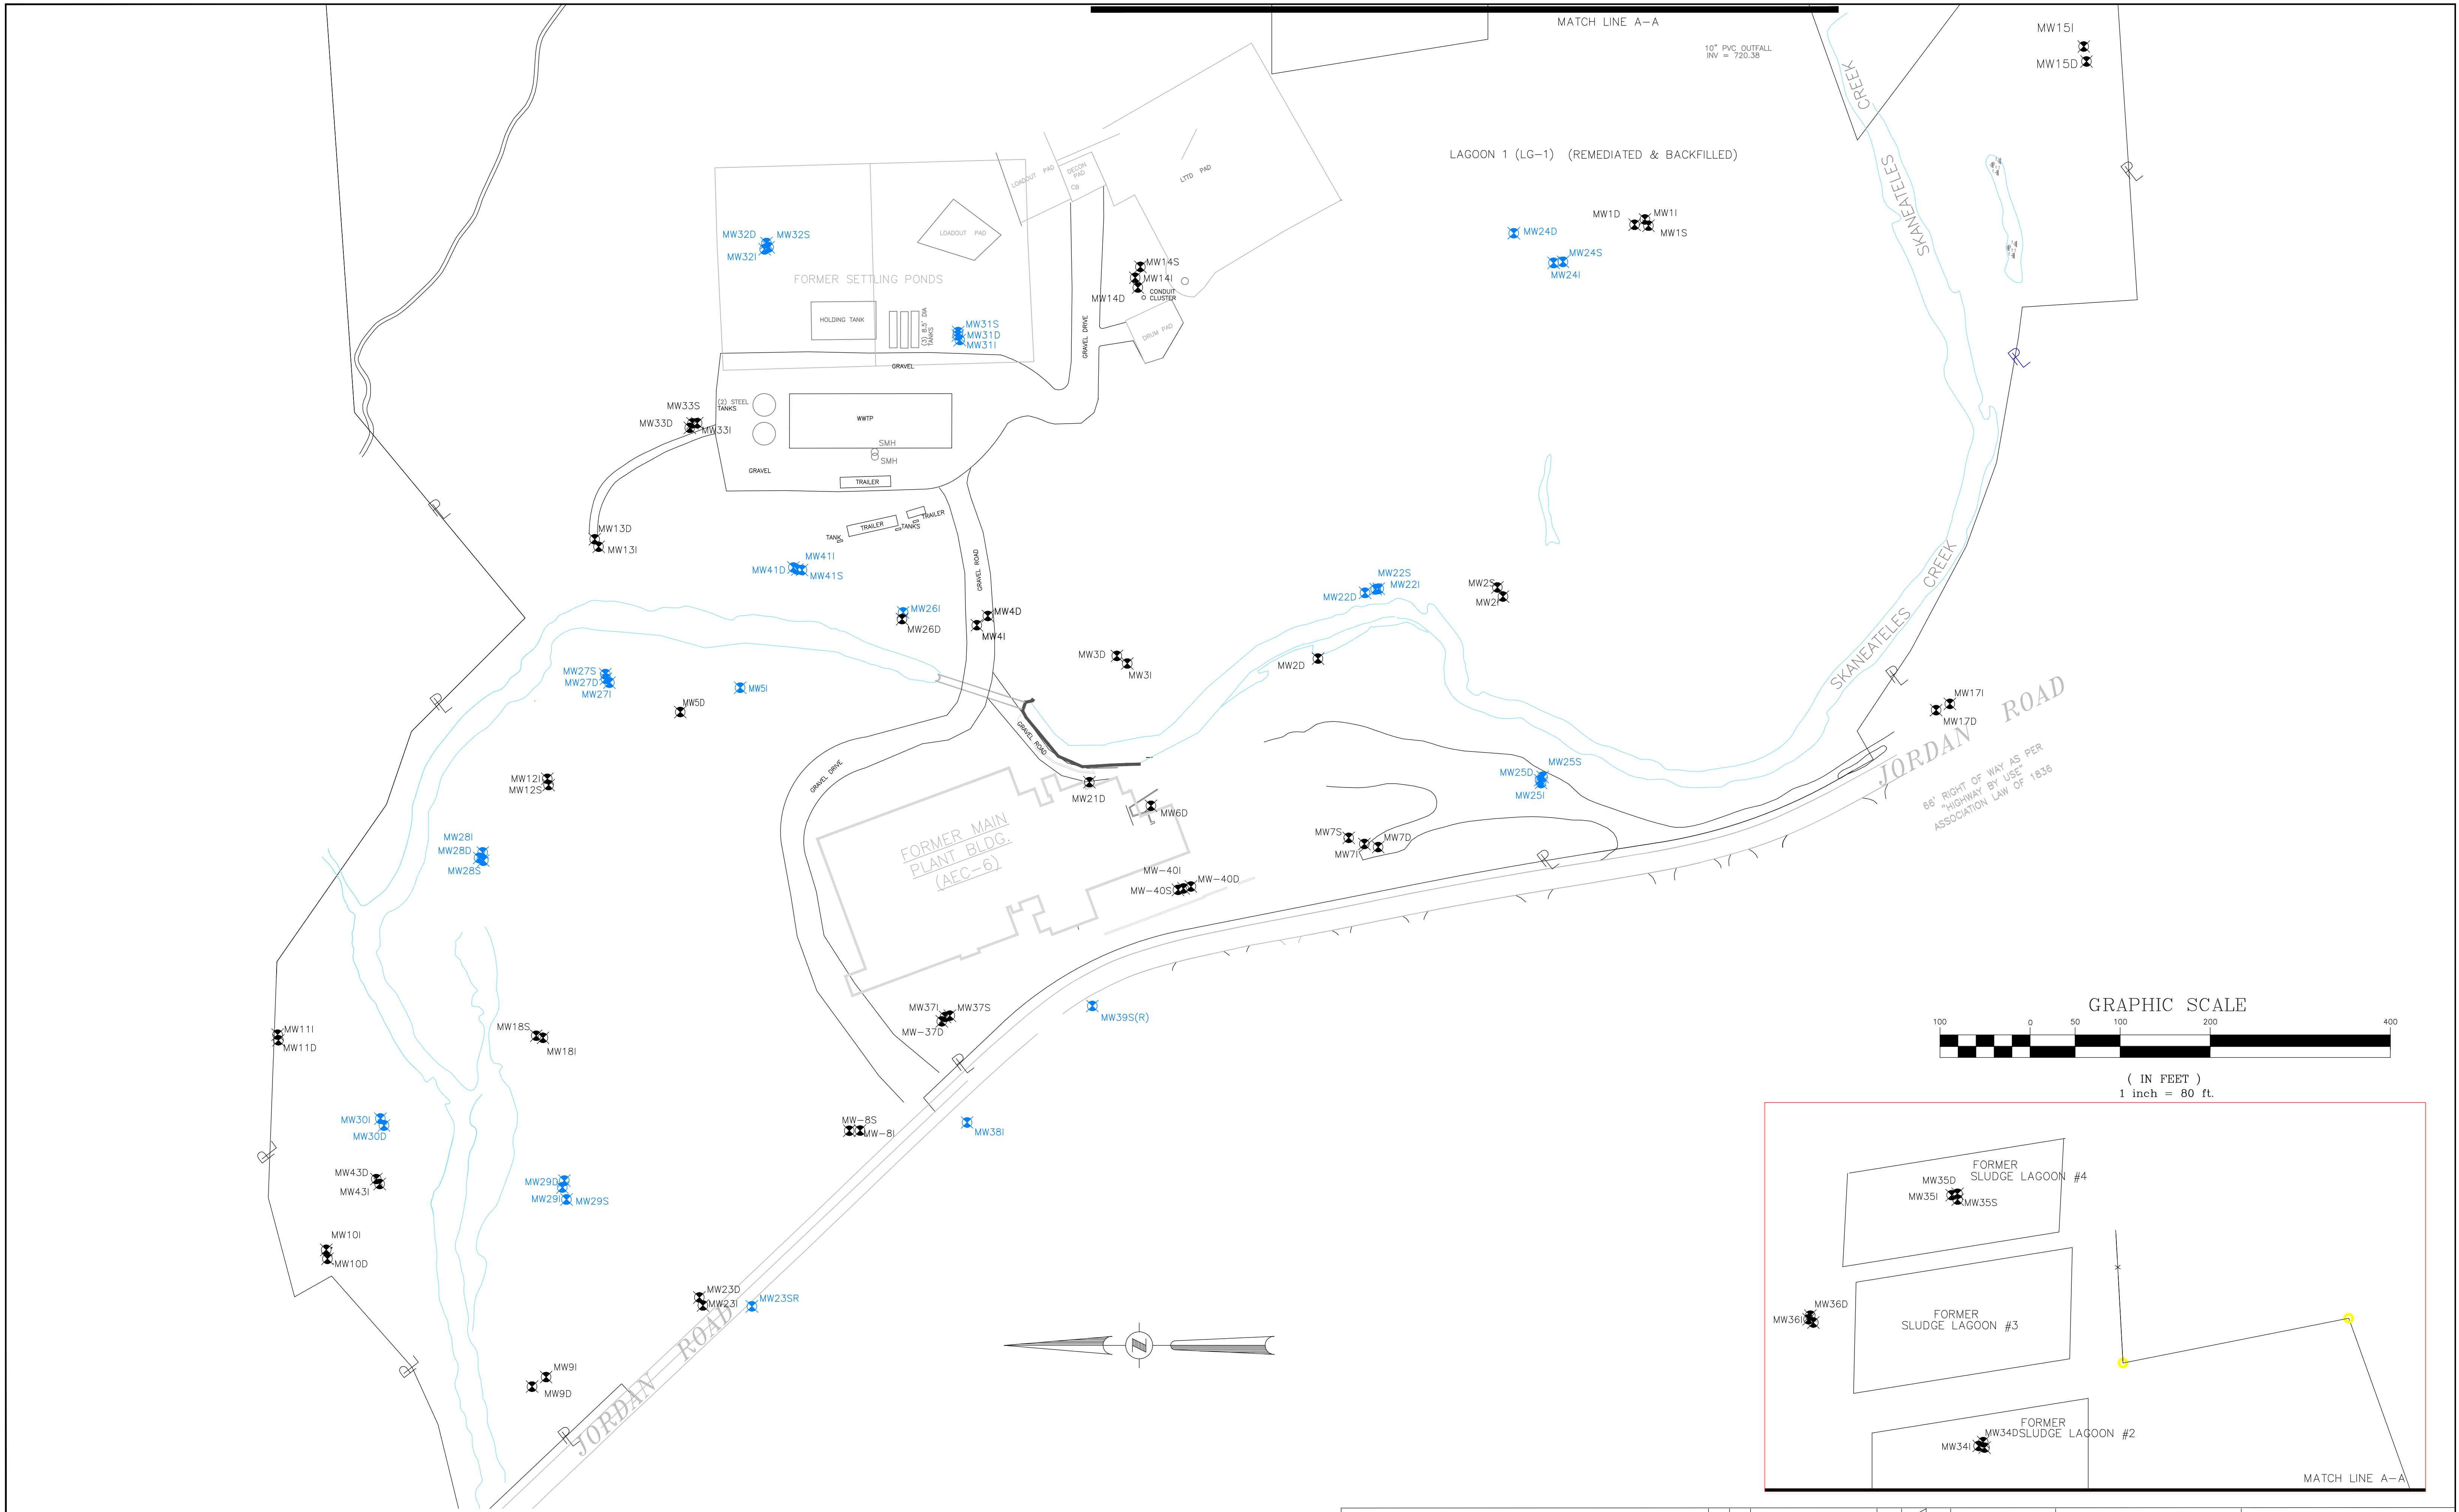 MATCH LINE A-A
10" PVC OUTFALL
INV = 720.38
MW15I
MW15D
CREEK
SKANEATELES
P L
LAGOON 1 (LG-1) (REMEDIATED & BACKFILLED)
LOADOUT PAD
DECON
PAD
CB
LTTD PAD
MW1D
MW1I
MW1S
MW24D
MW24S
MW24I
MW32D
MW32S
MW32I
LOADOUT PAD
FORMER SETTLING PONDS
MW14S
MW14I
MW14D
CONDUIT
CLUSTER
HOLDING TANK
(3) 8.5' DIA
TANKS
MW31S
MW31D
MW31I
GRAVEL DRIVE
DRUM PAD
P L
GRAVEL
MW33S
MW33D
MW33I
(2) STEEL
TANKS
WWTP
SMH
SMH
GRAVEL
TRAILER
P L
TRAILER
TRAILER
TANKS
TANK
MW13D
MW13I
MW41I
MW41D
MW41S
GRAVEL ROAD
MW26I
MW26D
MW4D
MW4I
MW22S
MW22I
MW22D
MW2S
MW2I
CREEK
SKANEATELES
MW3D
MW3I
MW2D
MW27S
MW27D
MW27I
MW5I
MW5D
P L
P L
MW17I
MW17D
JORDAN ROAD
66' RIGHT OF WAY AS PER
"HIGHWAY BY USE"
ASSOCIATION LAW OF 1836
GRAVEL ROAD
GRAVEL DRIVE
MW12I
MW12S
MW21D
MW6D
MW25S
MW25D
MW25I
MW28I
MW28D
MW28S
FORMER MAIN
PLANT BLDG.
(AEC-6)
MW7S
MW7D
MW7I
P L
MW-40I
MW-40D
MW-40S
MW37I
MW37S
MW-37D
MW39S(R)
MW11I
MW11D
MW18S
MW18I
P L
GRAPHIC SCALE
100 0 50 100 200 400
( IN FEET )
1 inch = 80 ft.
MW30I
MW30D
MW-8S
MW-8I
MW38I
P L
MW43D
MW43I
MW29D
MW29I
MW29S
MW10I
MW10D
MW23D
MW23I
MW23SR
JORDAN ROAD
MW9I
MW9D
P L
P L
N
FORMER
SLUDGE LAGOON #4
MW35D
MW35I
MW35S
MW36D
MW36I
FORMER
SLUDGE LAGOON #3
FORMER
SLUDGE LAGOON #2
MW34D
MW34I
MATCH LINE A-A